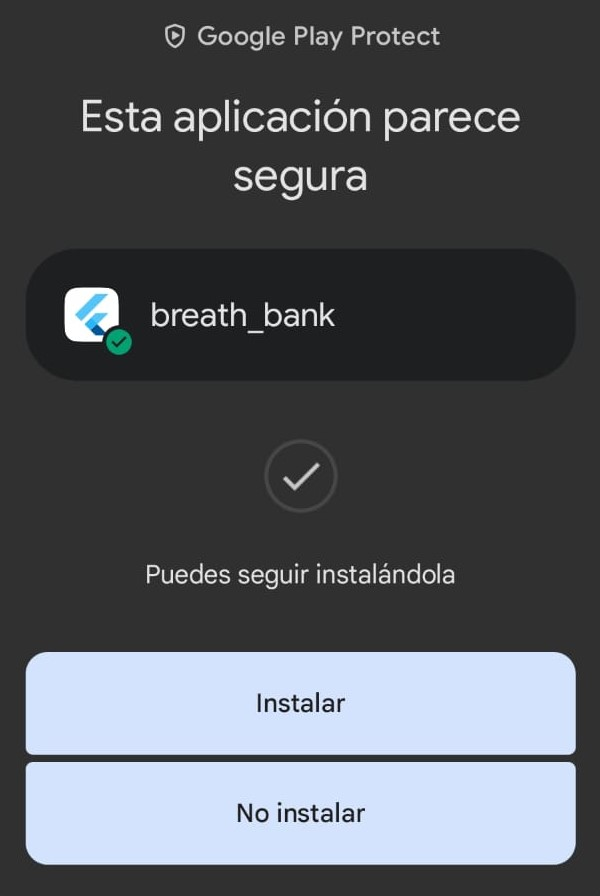 Google Play Protect
Esta aplicación parece
segura
breath_bank
Puedes seguir instalándola
Instalar
No instalar